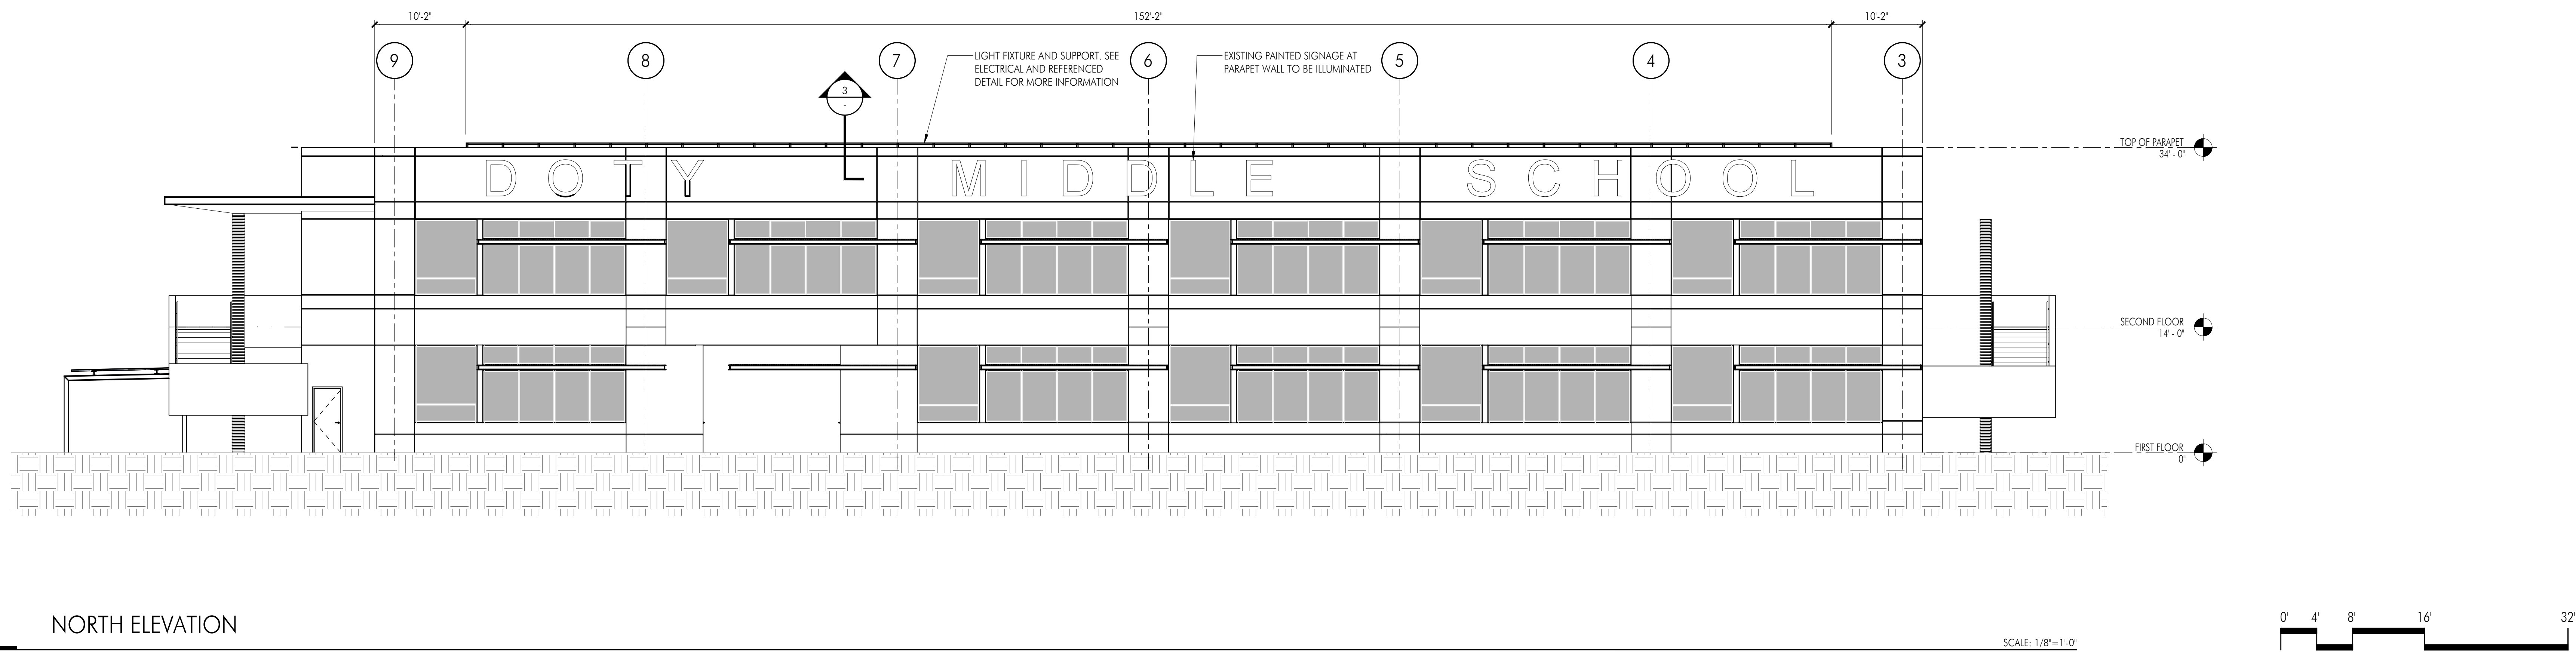 10'-2"
152'-2"
10'-2"
9
8
7
6
5
4
3
LIGHT FIXTURE AND SUPPORT. SEE
ELECTRICAL AND REFERENCED
DETAIL FOR MORE INFORMATION
EXISTING PAINTED SIGNAGE AT
PARAPET WALL TO BE ILLUMINATED
3
-
TOP OF PARAPET
34' - 0"
DOTY MIDDLE SCHOOL
SECOND FLOOR
14' - 0"
FIRST FLOOR
0"
NORTH ELEVATION
SCALE: 1/8"=1'-0"
0' 4' 8' 16' 32'